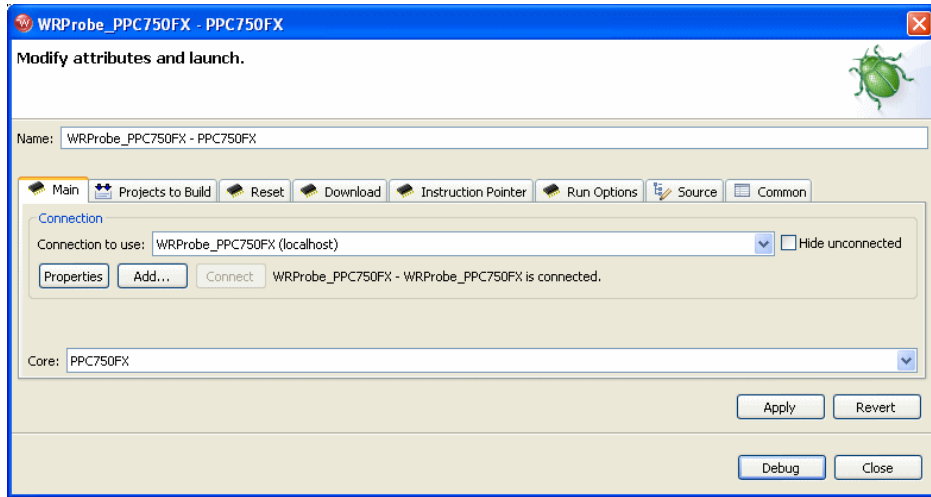 WRProbe_PPC750FX - PPC750FX
Modify attributes and launch.
Name: WRProbe_PPC750FX - PPC750FX
Main Projects to Build Reset Download Instruction Pointer Run Options Source Common
Connection
Connection to use: WRProbe_PPC750FX (localhost) Hide unconnected
Properties Add... Connect WRProbe_PPC750FX - WRProbe_PPC750FX is connected.
Core: PPC750FX
Apply Revert
Debug Close